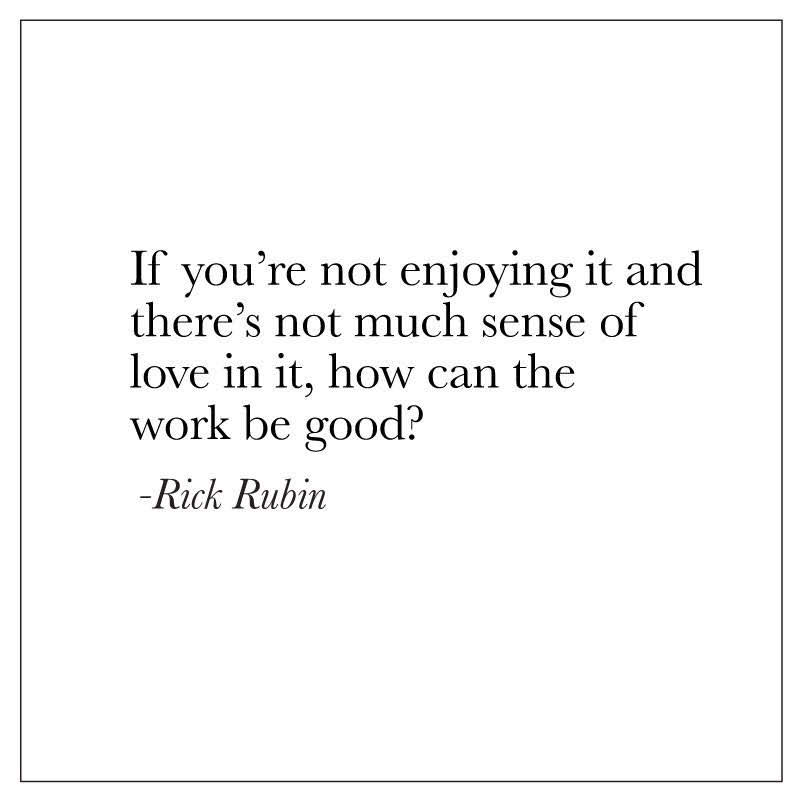 If you’re not enjoying it and
there’s not much sense of
love in it, how can the
work be good?
-Rick Rubin